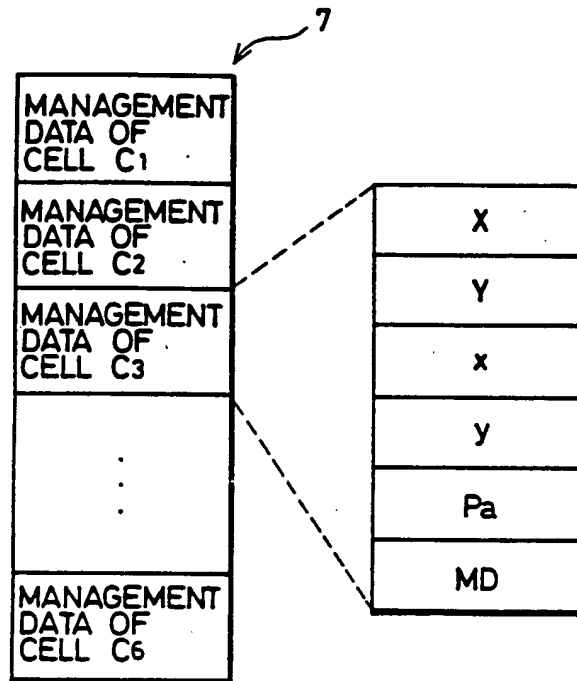 7
MANAGEMENT
DATA OF
CELL C1
MANAGEMENT
DATA OF
CELL C2
MANAGEMENT
DATA OF
CELL C3
MANAGEMENT
DATA OF
CELL C6
X
Y
x
y
Pa
MD